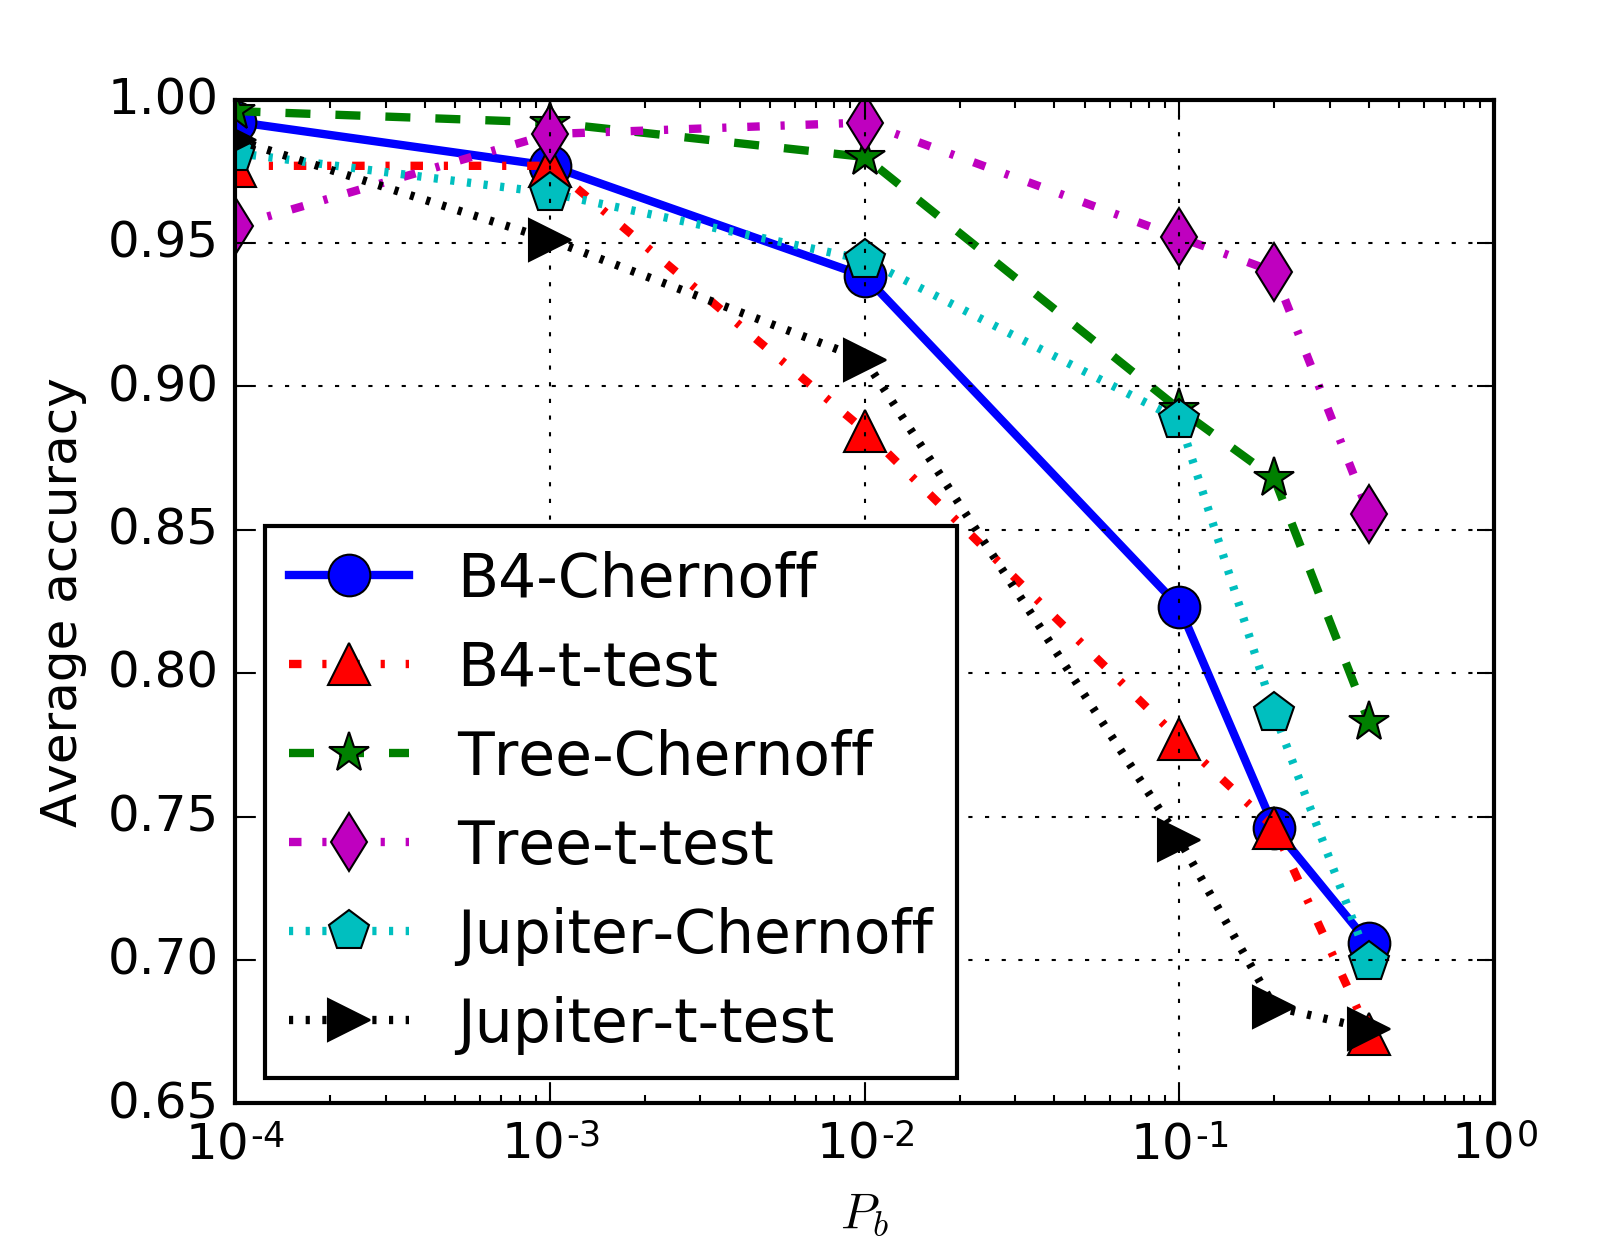 1.00
0.95
0.90
0.85
0.80
0.75
0.70
0.65
Average accuracy
B4-Chernoff
B4-t-test
Tree-Chernoff
Tree-t-test
Jupiter-Chernoff
Jupiter-t-test
10⁻⁴ 10⁻³ 10⁻² 10⁻¹ 10⁰
P_b